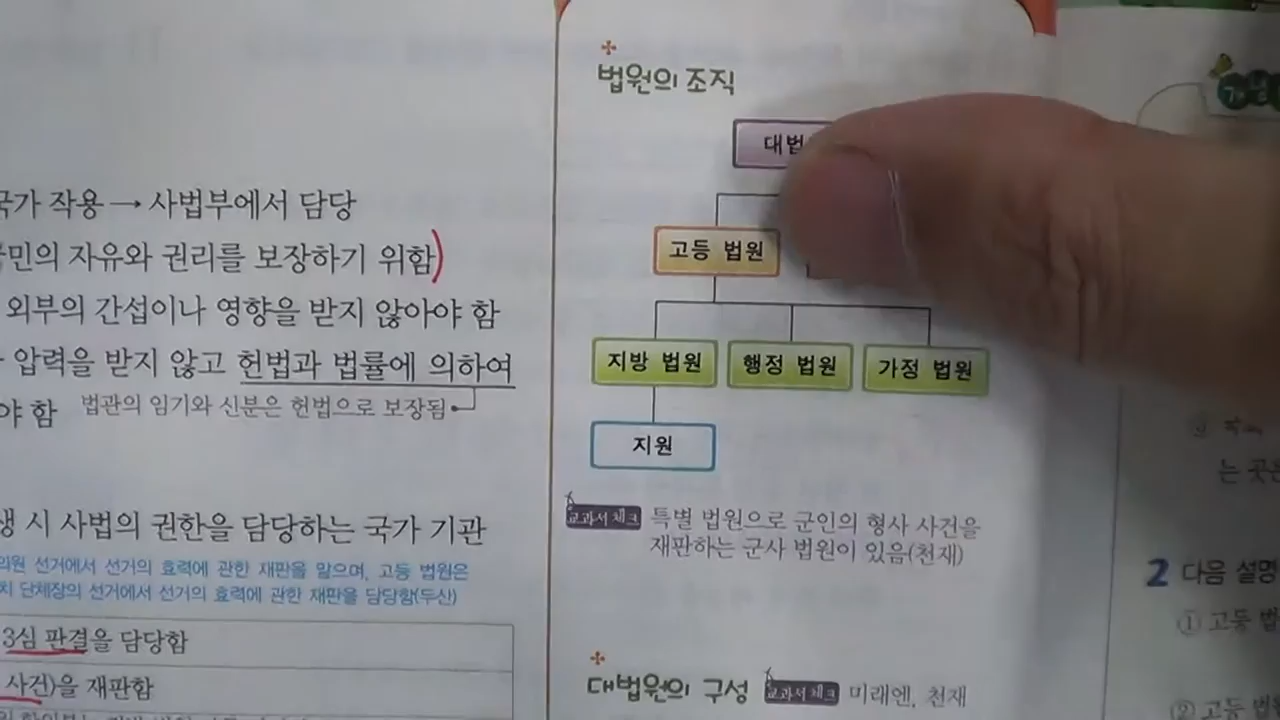 국가 작용 → 사법부에서 담당
국민의 자유와 권리를 보장하기 위함)
외부의 간섭이나 영향을 받지 않아야 함
압력을 받지 않고 헌법과 법률에 의하여
야 함 법관의 임기와 신분은 헌법으로 보장됨
생 시 사법의 권한을 담당하는 국가 기관
의원 선거에서 선거의 효력에 관한 재판을 맡으며, 고등 법원은
치 단체장의 선거에서 선거의 효력에 관한 재판을 담당함(두산)
3심 판결을 담당함
사건)을 재판함
법원의 조직
대법
고등 법원
지방 법원 행정 법원 가정 법원
지원
교과서 체크 특별 법원으로 군인의 형사 사건을
재판하는 군사 법원이 있음(천재)
대법원의 구성 교과서 체크 미래엔, 천재
는 곳은
2 다음 설명
① 고등 법
② 고등 법